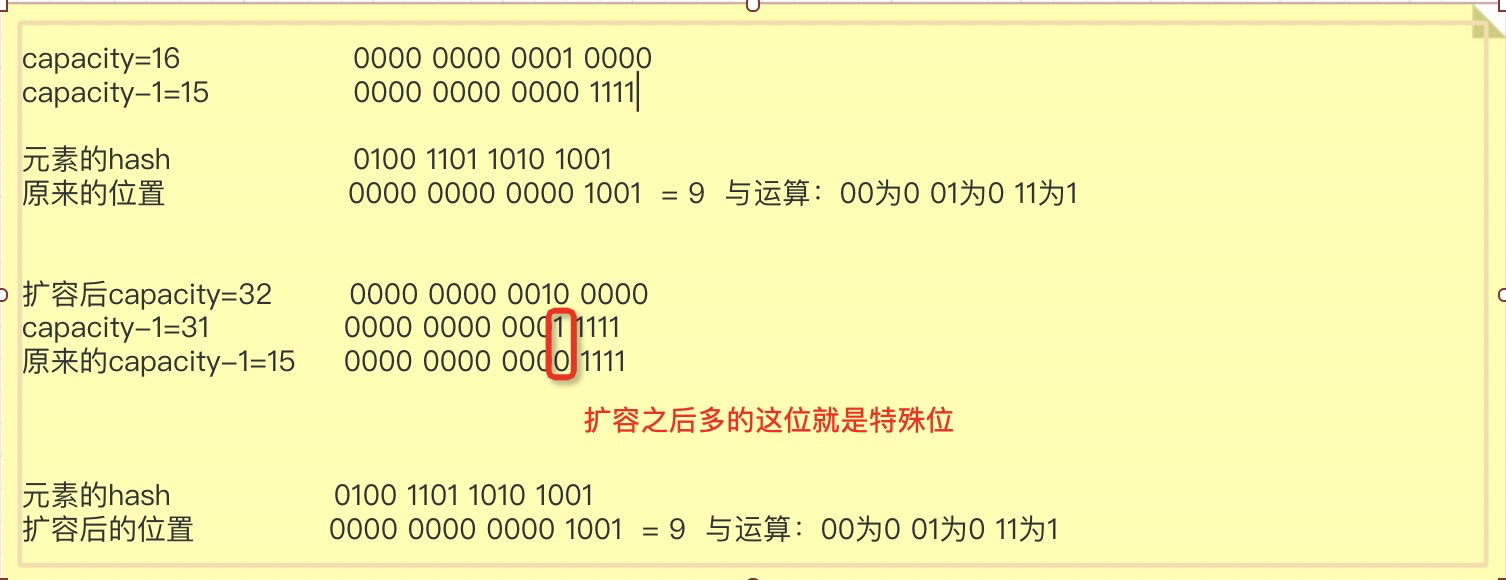 capacity=16 0000 0000 0001 0000
capacity-1=15 0000 0000 0000 1111
元素的hash 0100 1101 1010 1001
原来的位置 0000 0000 0000 1001 = 9 与运算：00为0 01为0 11为1
扩容后capacity=32 0000 0000 0010 0000
capacity-1=31 0000 0000 0001 1111
原来的capacity-1=15 0000 0000 0000 1111
扩容之后多的这位就是特殊位
元素的hash 0100 1101 1010 1001
扩容后的位置 0000 0000 0000 1001 = 9 与运算：00为0 01为0 11为1